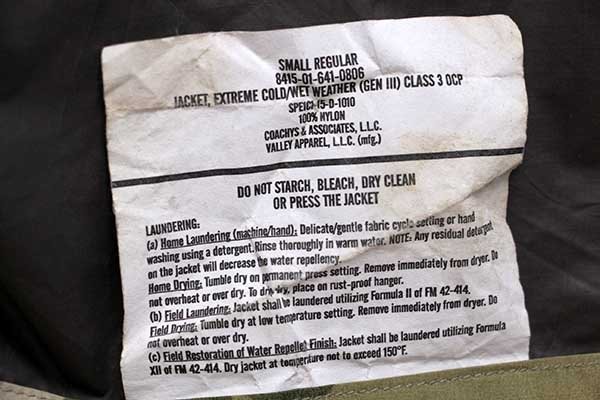 SMALL REGULAR
8415-01-641-0806
JACKET, EXTREME COLD/WET WEATHER (GEN III) CLASS 3 OCP
SPE1C1-15-D-1010
100% NYLON
COACHYS & ASSOCIATES, L.L.C.
VALLEY APPAREL, L.L.C. (mfg.)
DO NOT STARCH, BLEACH, DRY CLEAN
OR PRESS THE JACKET
LAUNDERING:
(a) Home Laundering (machine/hand): Delicate/gentle fabric cycle setting or hand
washing using a detergent. Rinse thoroughly in warm water. NOTE: Any residual detergent
on the jacket will decrease the water repellency.
Home Drying: Tumble dry on permanent press setting. Remove immediately from dryer. Do
not overheat or over dry. To drip dry, place on rust-proof hanger.
(b) Field Laundering: Jacket shall be laundered utilizing Formula II of FM 42-414.
Field Drying: Tumble dry at low temperature setting. Remove immediately from dryer. Do
not overheat or over dry.
(c) Field Restoration of Water Repellet Finish: Jacket shall be laundered utilizing Formula
XII of FM 42-414. Dry jacket at temperture not to exceed 150°F.